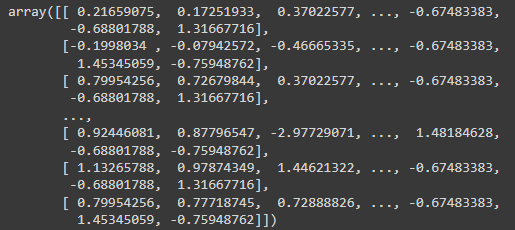 array([[ 0.21659075,  0.17251933,  0.37022577, ..., -0.67483383,
        -0.68801788,  1.31667716],
       [-0.1998034 , -0.07942572, -0.46665335, ..., -0.67483383,
         1.45345059, -0.75948762],
       [ 0.79954256,  0.72679844,  0.37022577, ..., -0.67483383,
        -0.68801788,  1.31667716],
       ...,
       [ 0.92446081,  0.87796547, -2.97729071, ...,  1.48184628,
        -0.68801788, -0.75948762],
       [ 1.13265788,  0.97874349,  1.44621322, ..., -0.67483383,
        -0.68801788,  1.31667716],
       [ 0.79954256,  0.77718745,  0.72888826, ..., -0.67483383,
         1.45345059, -0.75948762]])